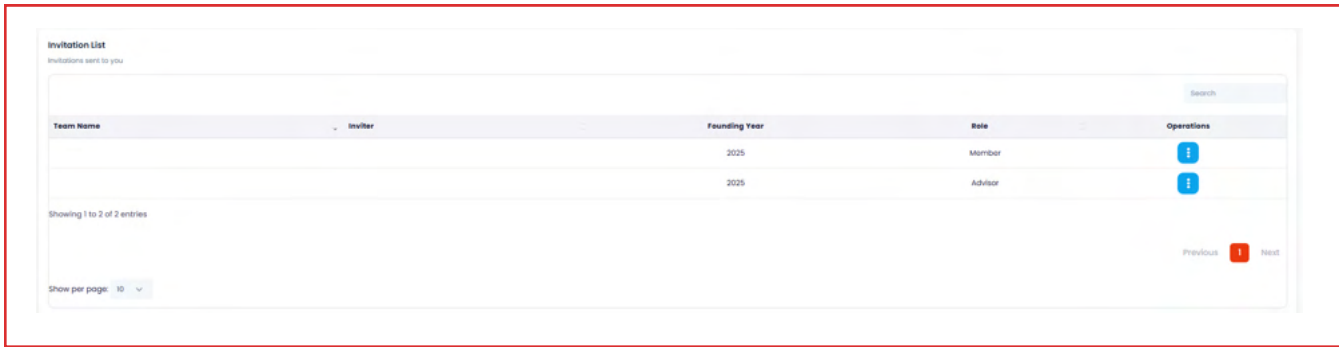 Invitation List
Invitations sent to you
Search
Team Name Inviter Founding Year Role Operations
2025 Member
2025 Advisor
Showing 1 to 2 of 2 entries
Previous 1 Next
Show per page: 10